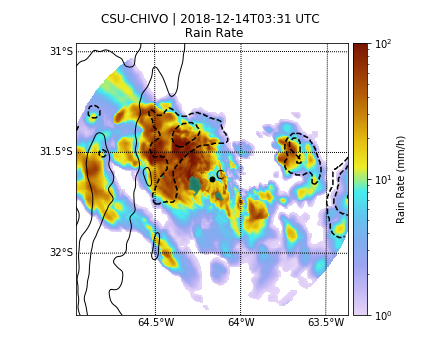 CSU-CHIVO | 2018-12-14T03:31 UTC
Rain Rate
31°S
31.5°S
32°S
64.5°W
64°W
63.5°W
10²
10¹
10⁰
Rain Rate (mm/h)